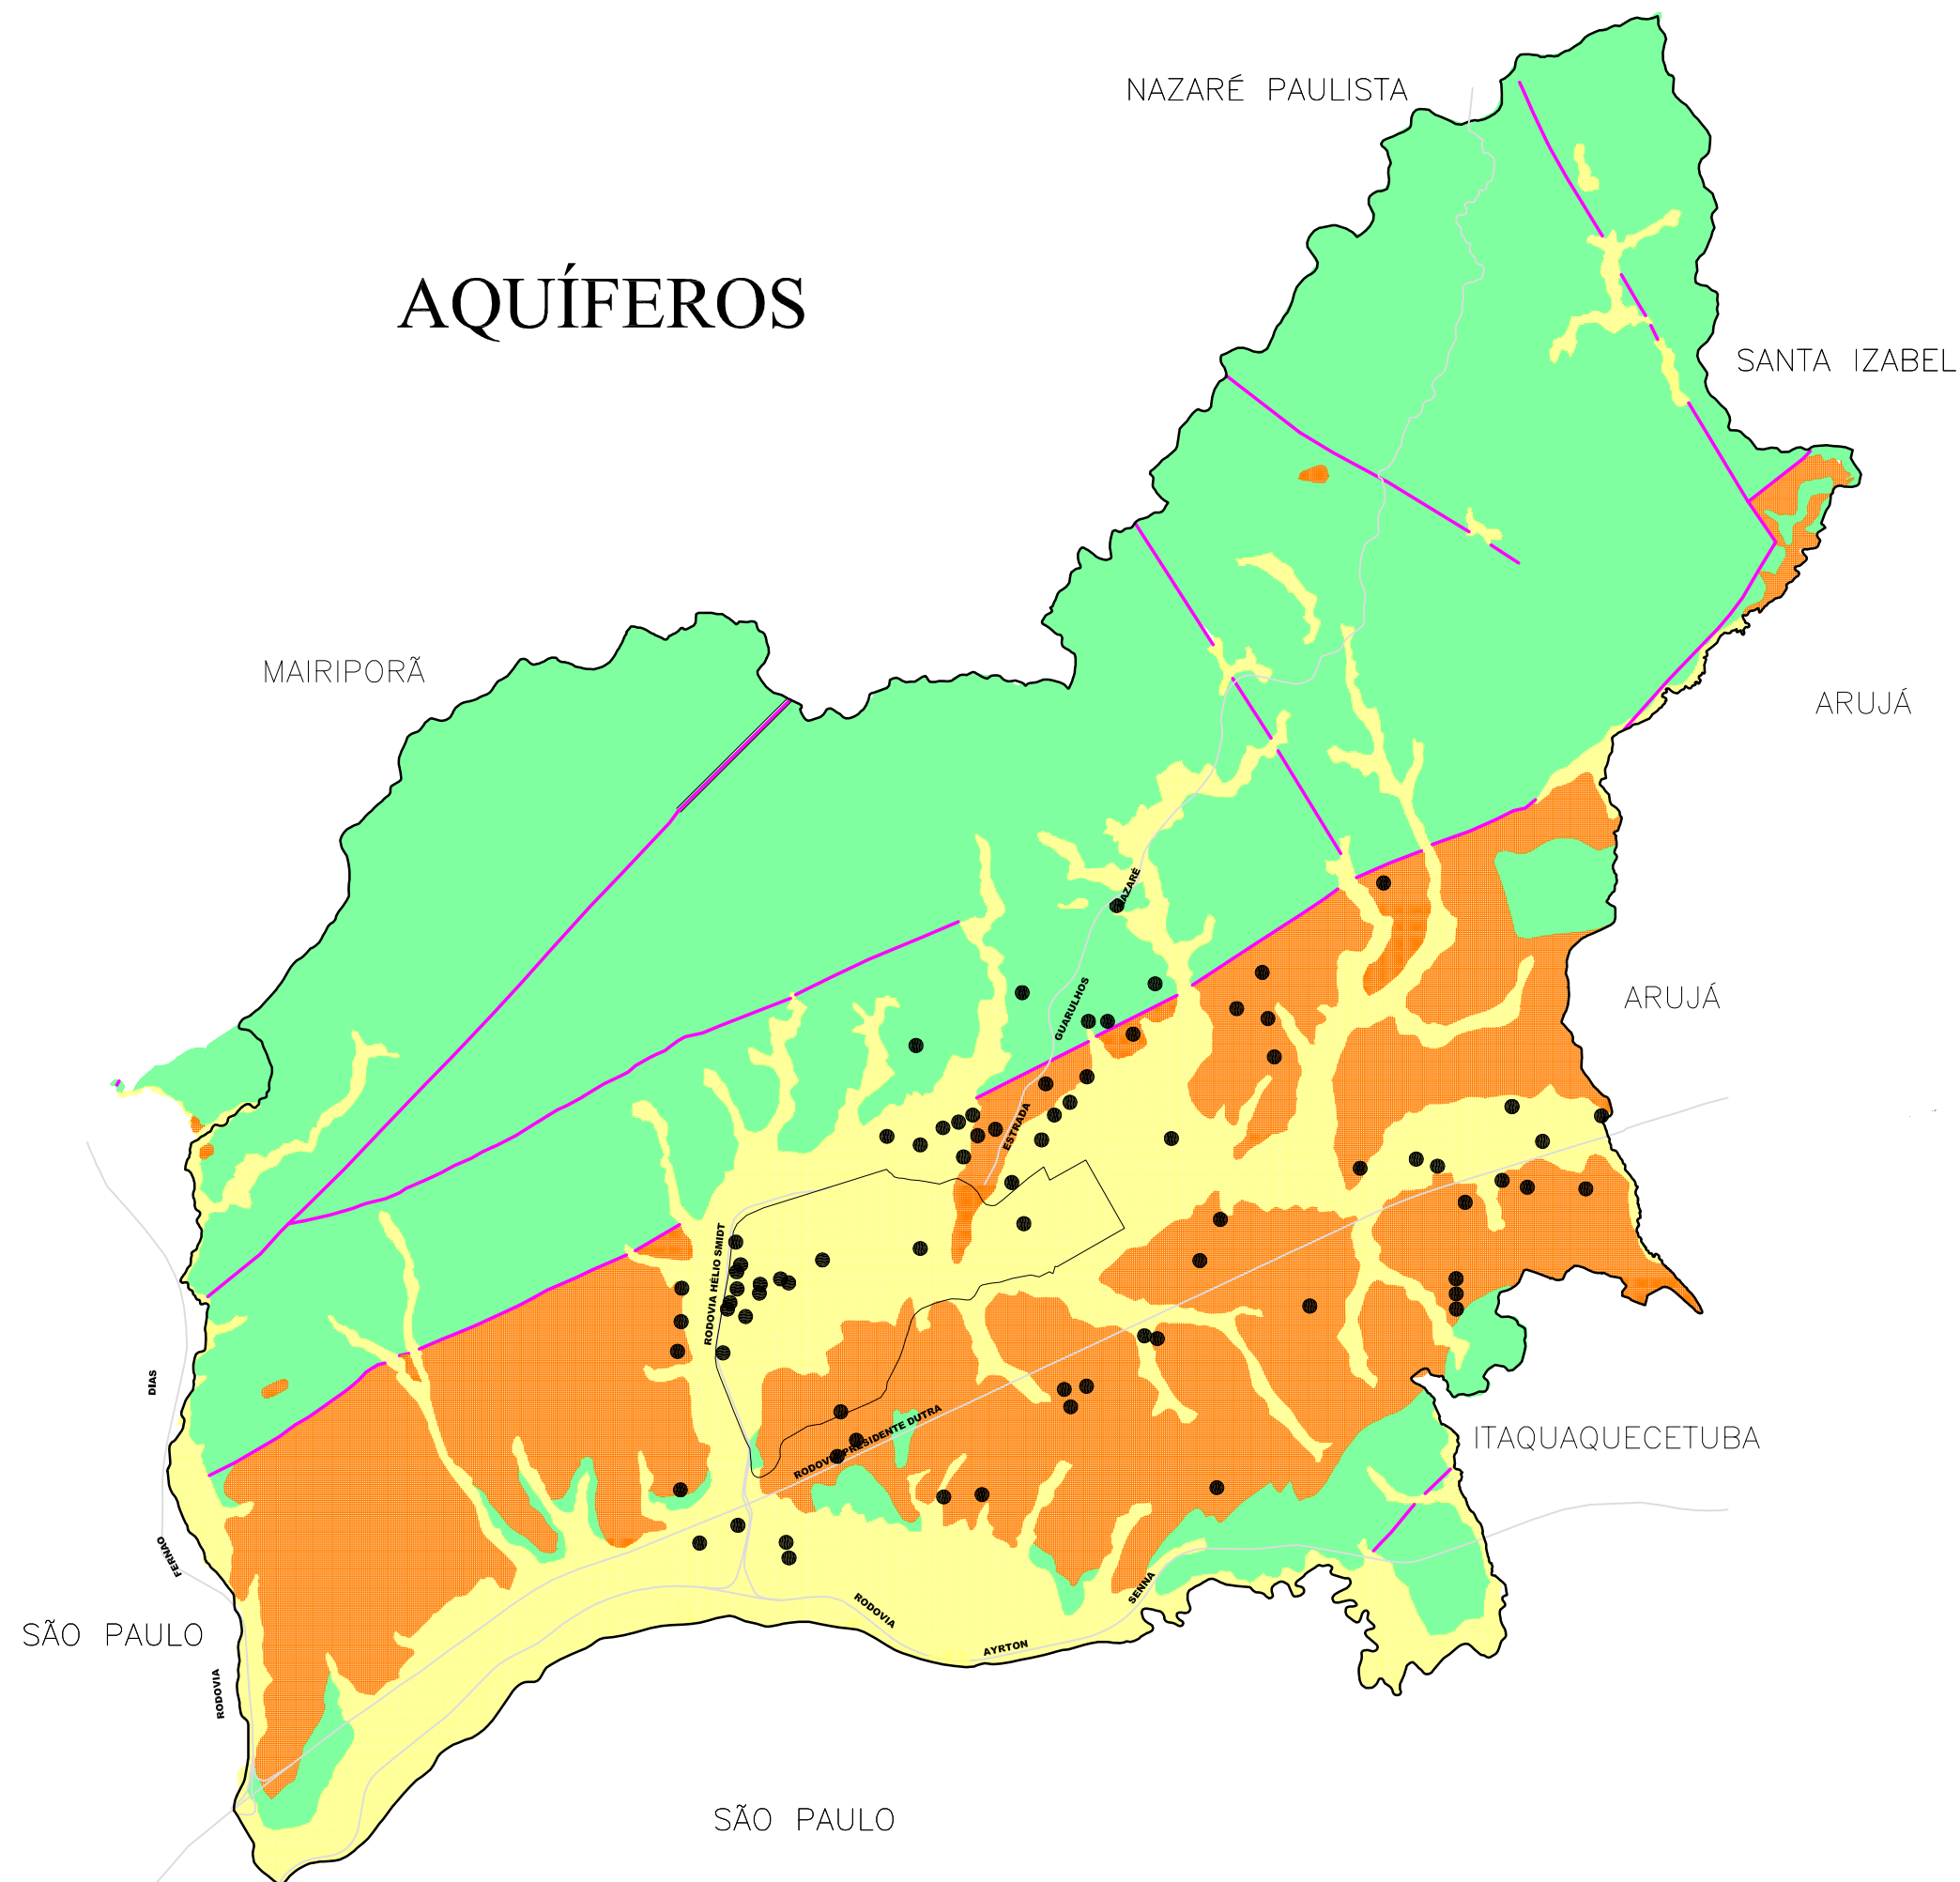 NAZARÉ PAULISTA
AQUÍFEROS
SANTA IZABEL
MAIRIPORÃ
ARUJÁ
NAZARÉ
ARUJÁ
GUARULHOS
ESTRADA
RODOVIA HÉLIO SMIDT
DIAS
RODOVIA PRESIDENTE DUTRA
ITAQUAQUECETUBA
FERNAO
SENNA
RODOVIA
SÃO PAULO
AYRTON
RODOVIA
SÃO PAULO